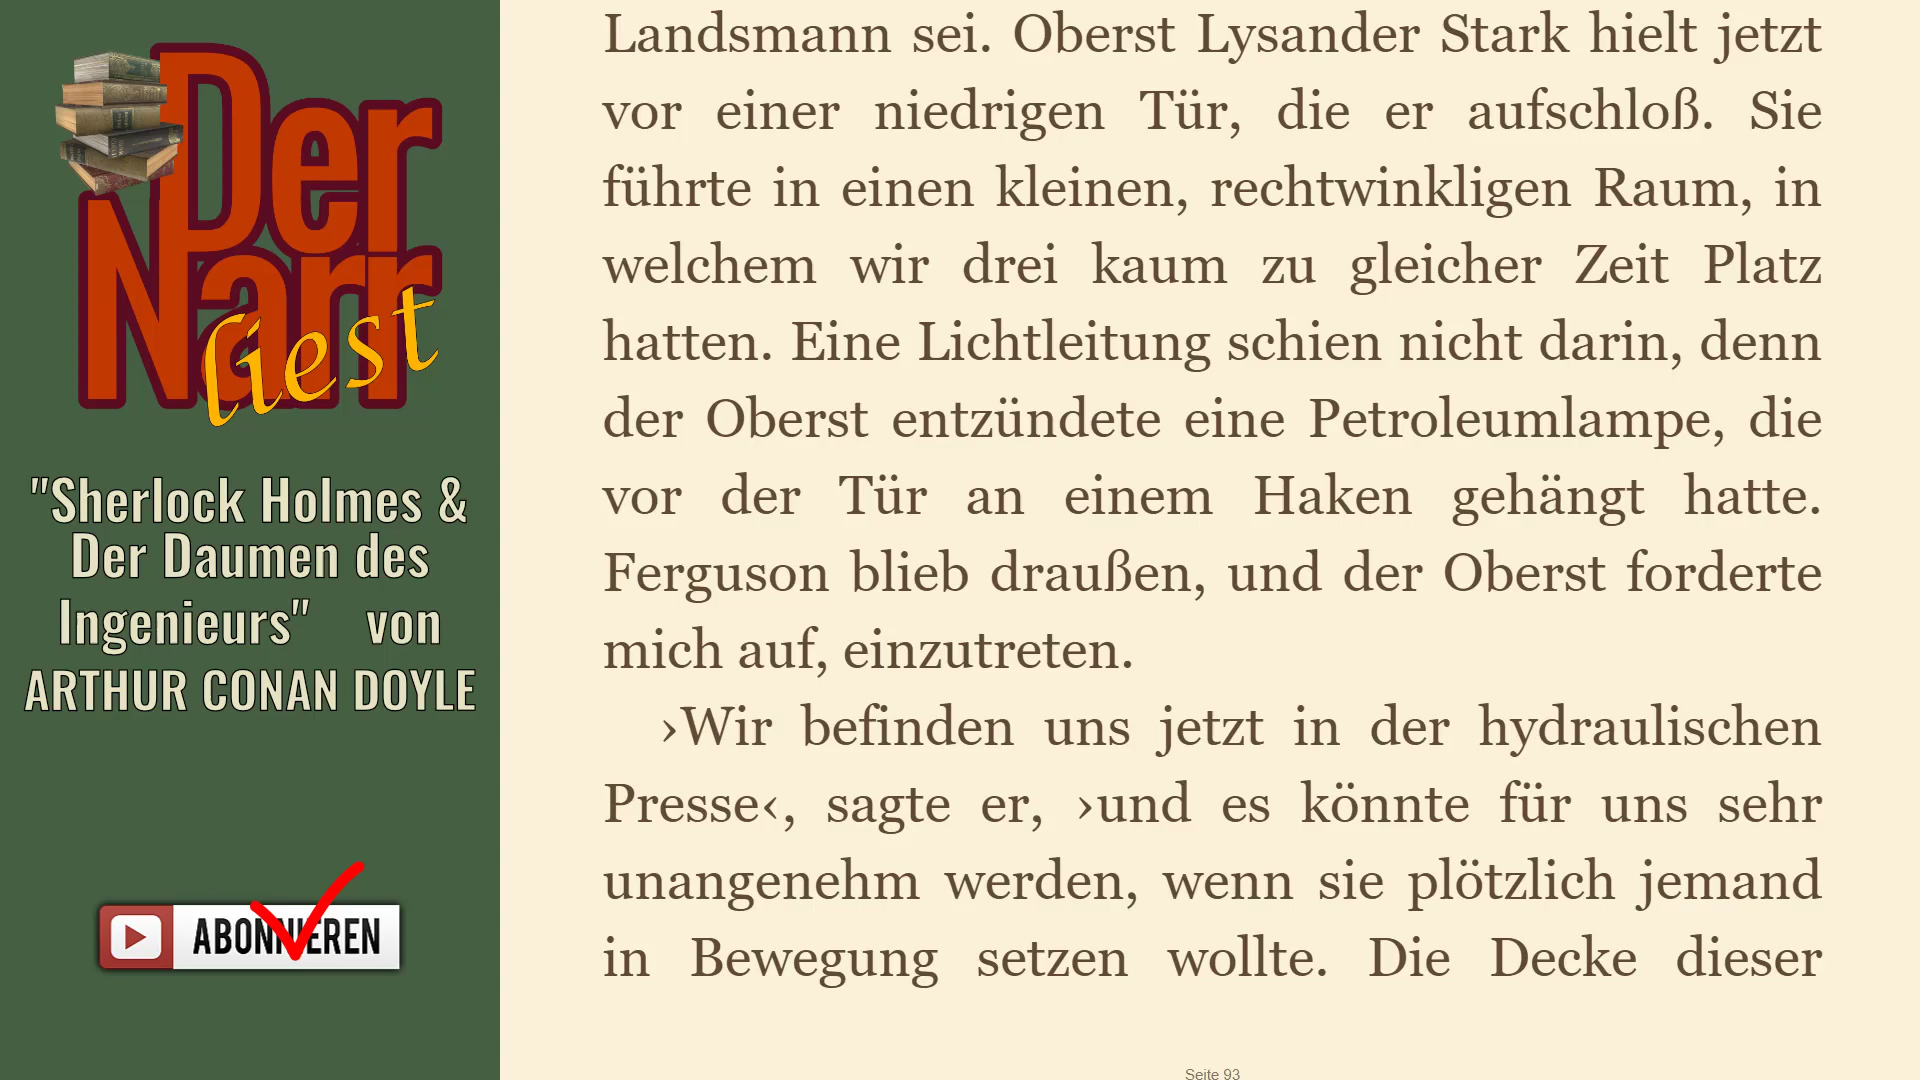 Der
Narr
liest
"Sherlock Holmes &
Der Daumen des
Ingenieurs" von
ARTHUR CONAN DOYLE
ABONNIEREN
Landsmann sei. Oberst Lysander Stark hielt jetzt
vor einer niedrigen Tür, die er aufschloß. Sie
führte in einen kleinen, rechtwinkligen Raum, in
welchem wir drei kaum zu gleicher Zeit Platz
hatten. Eine Lichtleitung schien nicht darin, denn
der Oberst entzündete eine Petroleumlampe, die
vor der Tür an einem Haken gehängt hatte.
Ferguson blieb draußen, und der Oberst forderte
mich auf, einzutreten.
›Wir befinden uns jetzt in der hydraulischen
Presse‹, sagte er, ›und es könnte für uns sehr
unangenehm werden, wenn sie plötzlich jemand
in Bewegung setzen wollte. Die Decke dieser
Seite 93